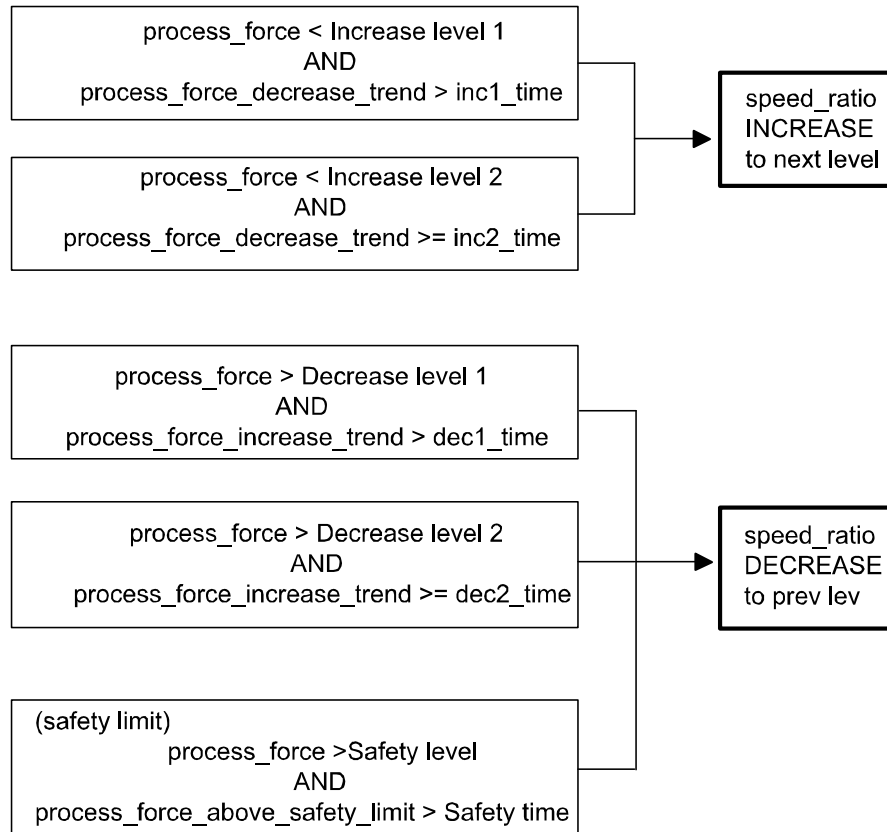 process_force < Increase level 1
AND
process_force_decrease_trend > inc1_time
speed_ratio
INCREASE
to next level
process_force < Increase level 2
AND
process_force_decrease_trend >= inc2_time
process_force > Decrease level 1
AND
process_force_increase_trend > dec1_time
process_force > Decrease level 2
AND
process_force_increase_trend >= dec2_time
speed_ratio
DECREASE
to prev lev
(safety limit)
process_force >Safety level
AND
process_force_above_safety_limit > Safety time